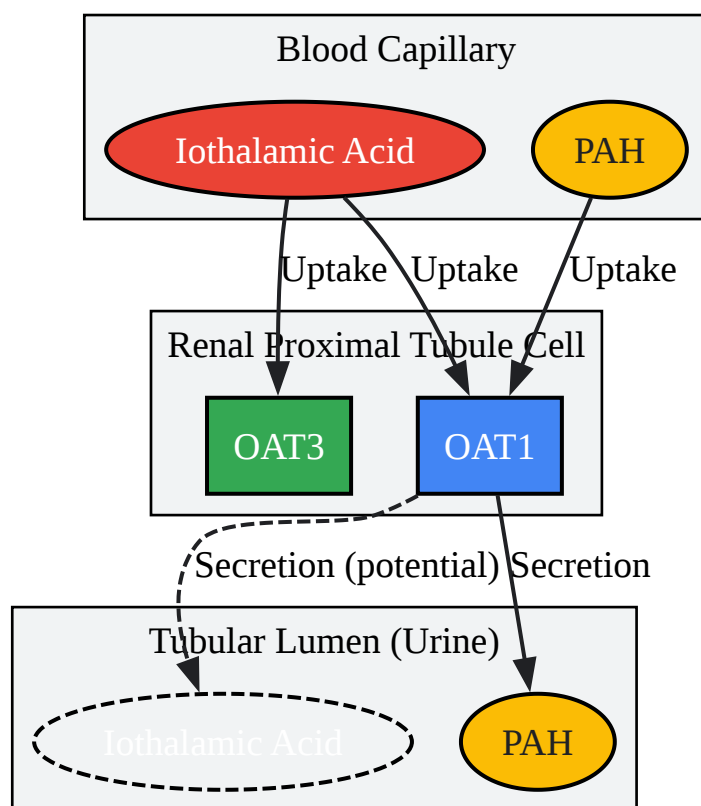 Blood Capillary
Iothalamic Acid
PAH
Uptake
Uptake
Uptake
Renal Proximal Tubule Cell
OAT3
OAT1
Secretion (potential)
Secretion
Tubular Lumen (Urine)
Iothalamic Acid
PAH